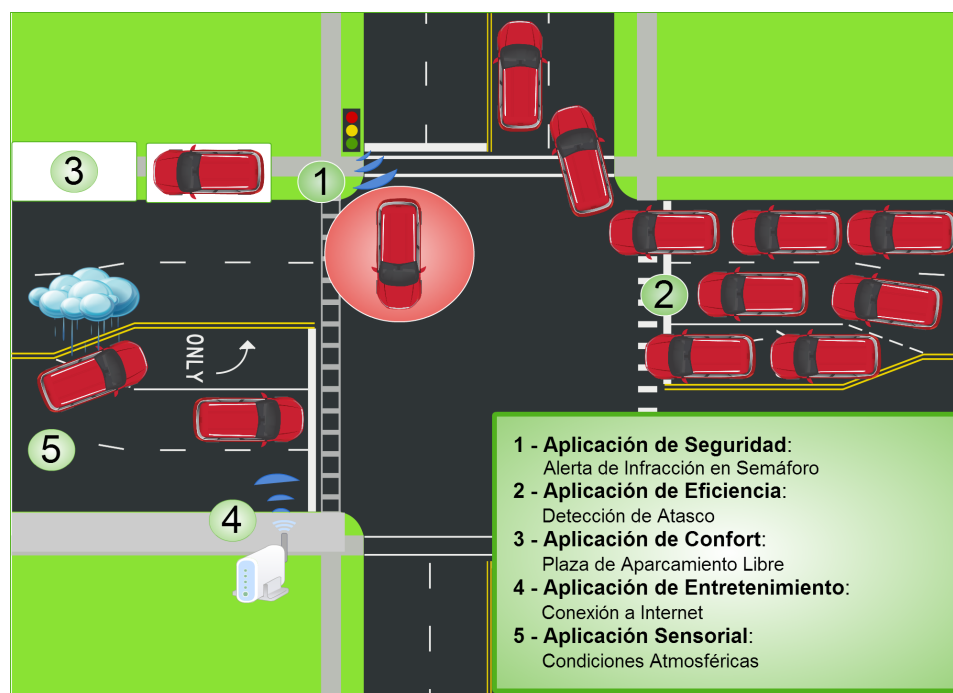 3
1
2
ONLY
5
4
1 - Aplicación de Seguridad:
Alerta de Infracción en Semáforo
2 - Aplicación de Eficiencia:
Detección de Atasco
3 - Aplicación de Confort:
Plaza de Aparcamiento Libre
4 - Aplicación de Entretenimiento:
Conexión a Internet
5 - Aplicación Sensorial:
Condiciones Atmosféricas